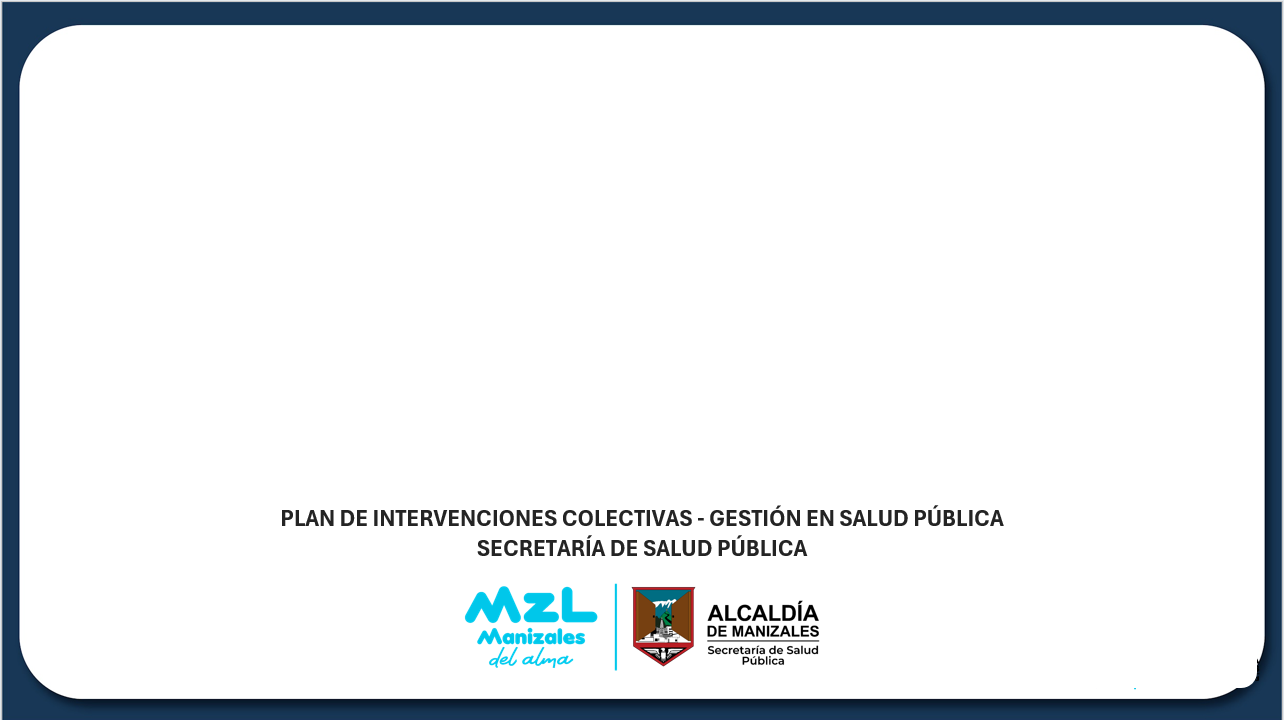 PLAN DE INTERVENCIONES COLECTIVAS - GESTIÓN EN SALUD PÚBLICA
SECRETARÍA DE SALUD PÚBLICA
MZL
Manizales
del alma
ALCALDÍA
DE MANIZALES
Secretaría de Salud
Pública